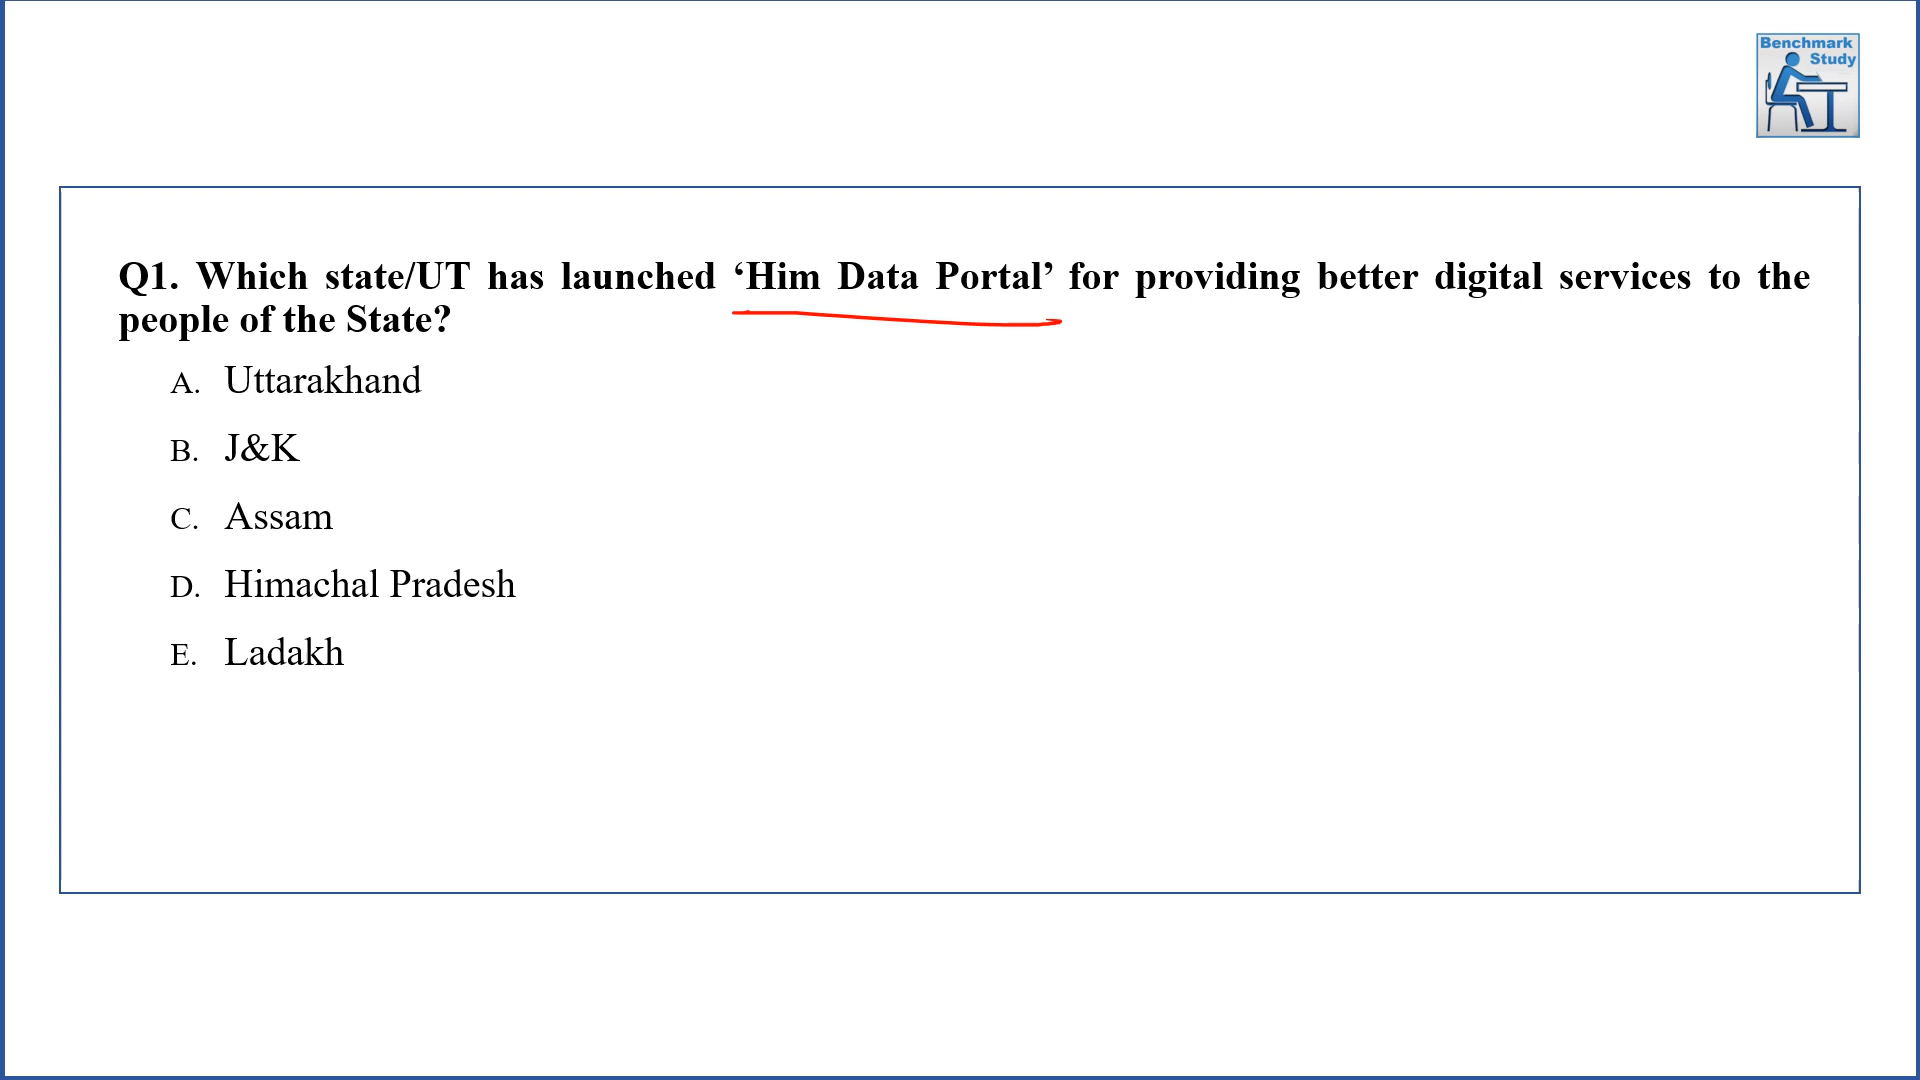 Benchmark
Study
Q1. Which state/UT has launched ‘Him Data Portal’ for providing better digital services to the
people of the State?
A. Uttarakhand
B. J&K
C. Assam
D. Himachal Pradesh
E. Ladakh